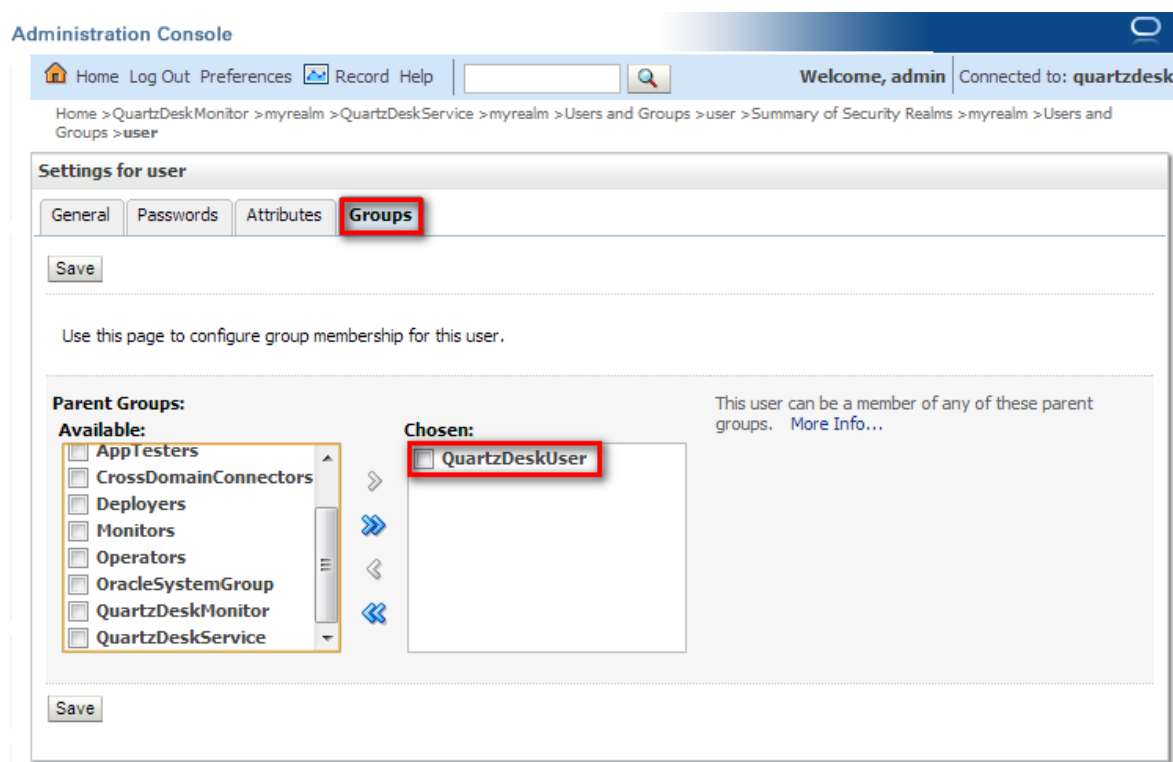 Administration Console
Home Log Out Preferences Record Help
Welcome, admin Connected to: quartzdesk
Home >QuartzDeskMonitor >myrealm >QuartzDeskService >myrealm >Users and Groups >user >Summary of Security Realms >myrealm >Users and
Groups >user
Settings for user
General Passwords Attributes Groups
Save
Use this page to configure group membership for this user.
Parent Groups:
Available:
AppTesters
CrossDomainConnectors
Deployers
Monitors
Operators
OracleSystemGroup
QuartzDeskMonitor
QuartzDeskService
Chosen:
QuartzDeskUser
This user can be a member of any of these parent
groups. More Info...
Save